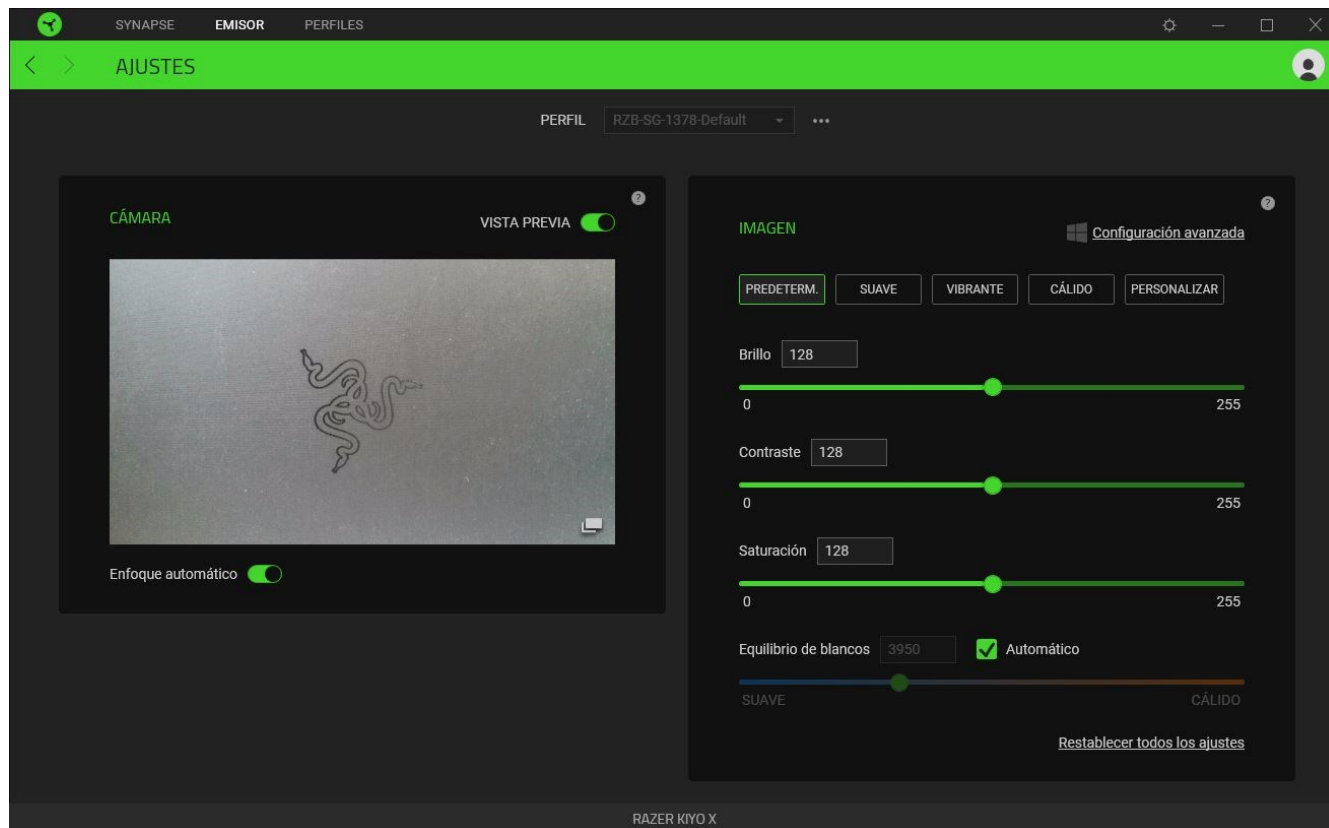 SYNAPSE EMISOR PERFILES
AJUSTES
PERFIL RZB-SG-1378-Default
CÁMARA
VISTA PREVIA
?
Enfoque automático
?
IMAGEN
Configuración avanzada
PREDETERM. SUAVE VIBRANTE CÁLIDO PERSONALIZAR
Brillo 128
0 255
Contraste 128
0 255
Saturación 128
0 255
Equilibrio de blancos 3950 Automático
SUAVE CÁLIDO
Restablecer todos los ajustes
RAZER KIYO X